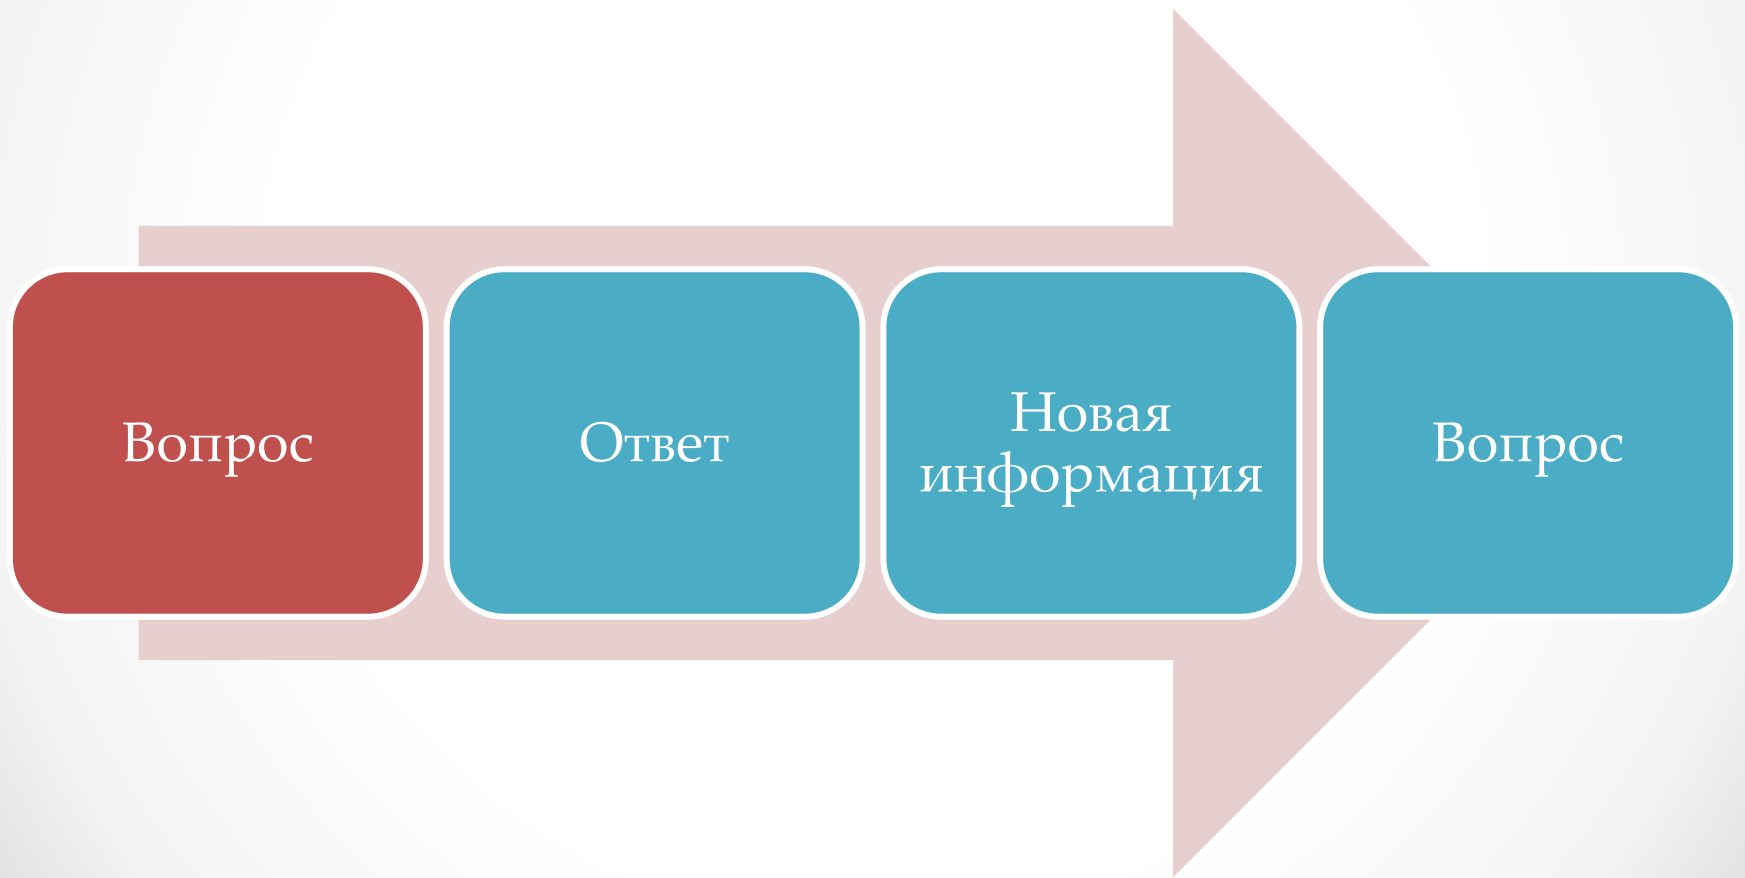 Вопрос
Ответ
Новая
информация
Вопрос